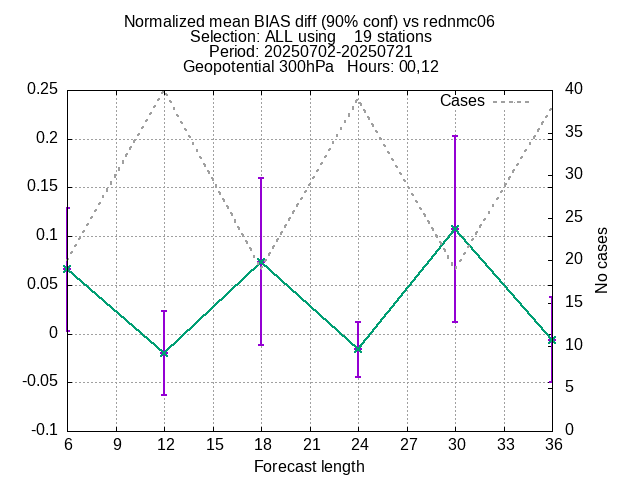 Normalized mean BIAS diff (90% conf) vs rednmc06
Selection: ALL using    19 stations
Period: 20250702-20250721
Geopotential 300hPa   Hours: 00,12
Cases
0.25
0.2
0.15
0.1
0.05
0
-0.05
-0.1
40
35
30
25
20
15
10
5
0
No cases
6 9 12 15 18 21 24 27 30 33 36
Forecast length